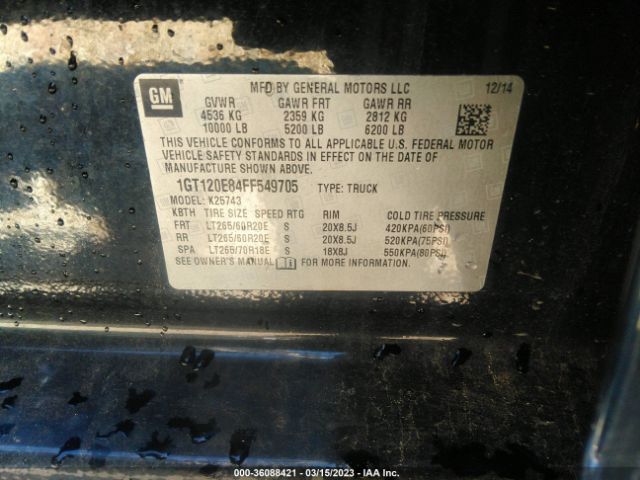 GM
MFD BY GENERAL MOTORS LLC 12/14
GVWR GAWR FRT GAWR RR
4536 KG 2359 KG 2812 KG
10000 LB 5200 LB 6200 LB
THIS VEHICLE CONFORMS TO ALL APPLICABLE U.S. FEDERAL MOTOR
VEHICLE SAFETY STANDARDS IN EFFECT ON THE DATE OF
MANUFACTURE SHOWN ABOVE.
1GT120E84FF549705 TYPE: TRUCK
MODEL: K25743
KBTH TIRE SIZE SPEED RTG RIM COLD TIRE PRESSURE
FRT LT265/60R20E S 20X8.5J 420KPA(60PSI)
RR LT265/60R20E S 20X8.5J 520KPA(75PSI)
SPA LT265/70R18E S 18X8J 550KPA(80PSI)
SEE OWNER'S MANUAL FOR MORE INFORMATION.
000-36088421 - 03/15/2023 - IAA Inc.